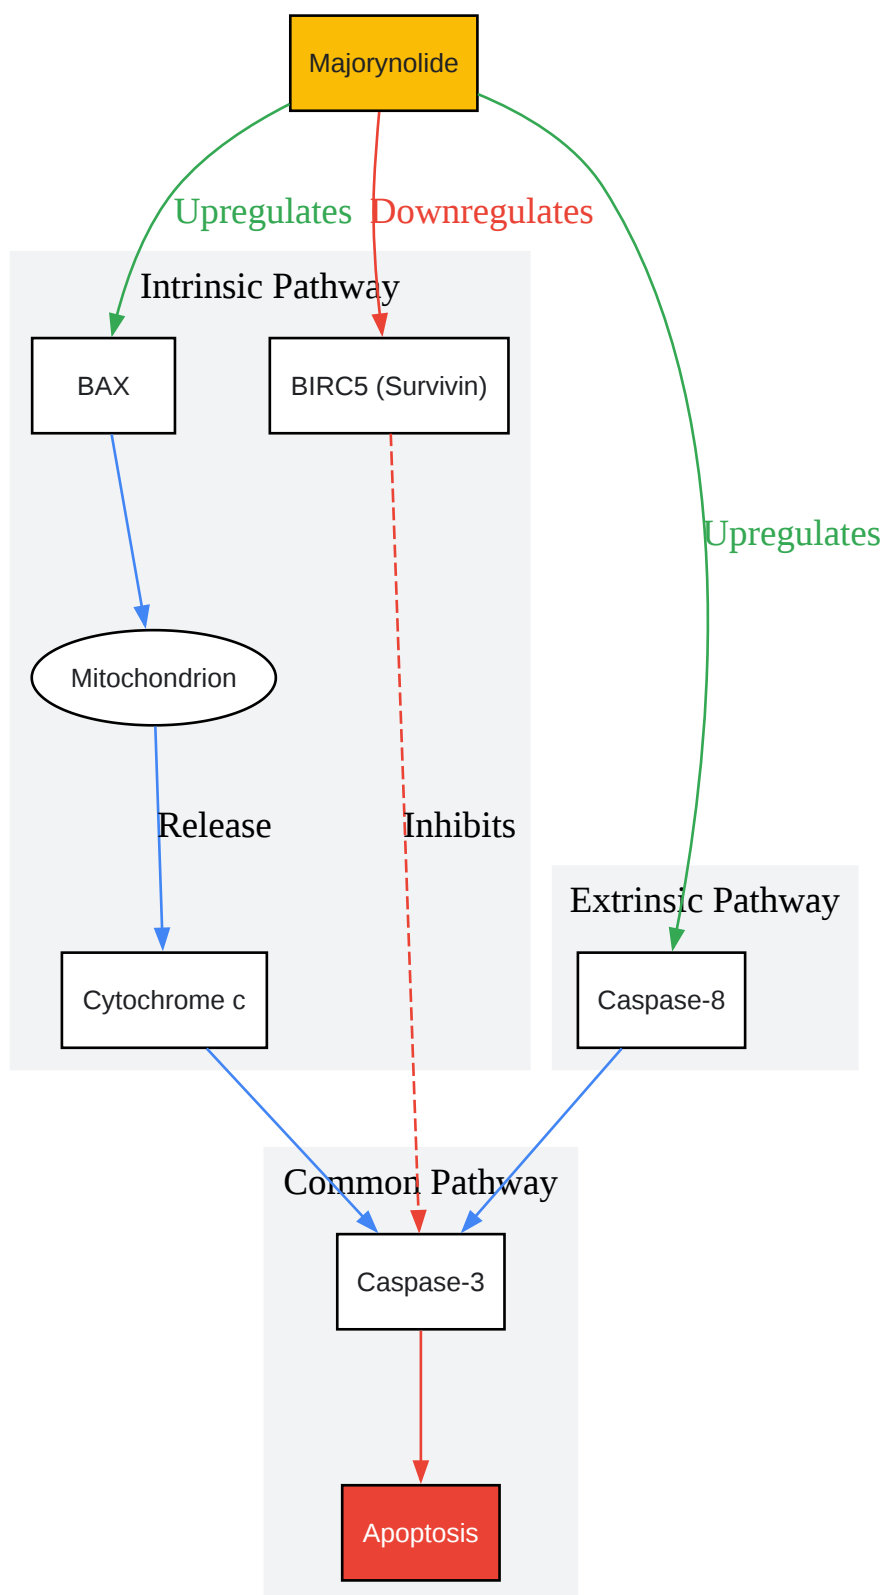 Majorynolide
Upregulates
Downregulates
Intrinsic Pathway
BAX
BIRC5 (Survivin)
Upregulates
Mitochondrion
Release
Inhibits
Extrinsic Pathway
Cytochrome c
Caspase-8
Common Pathway
Caspase-3
Apoptosis